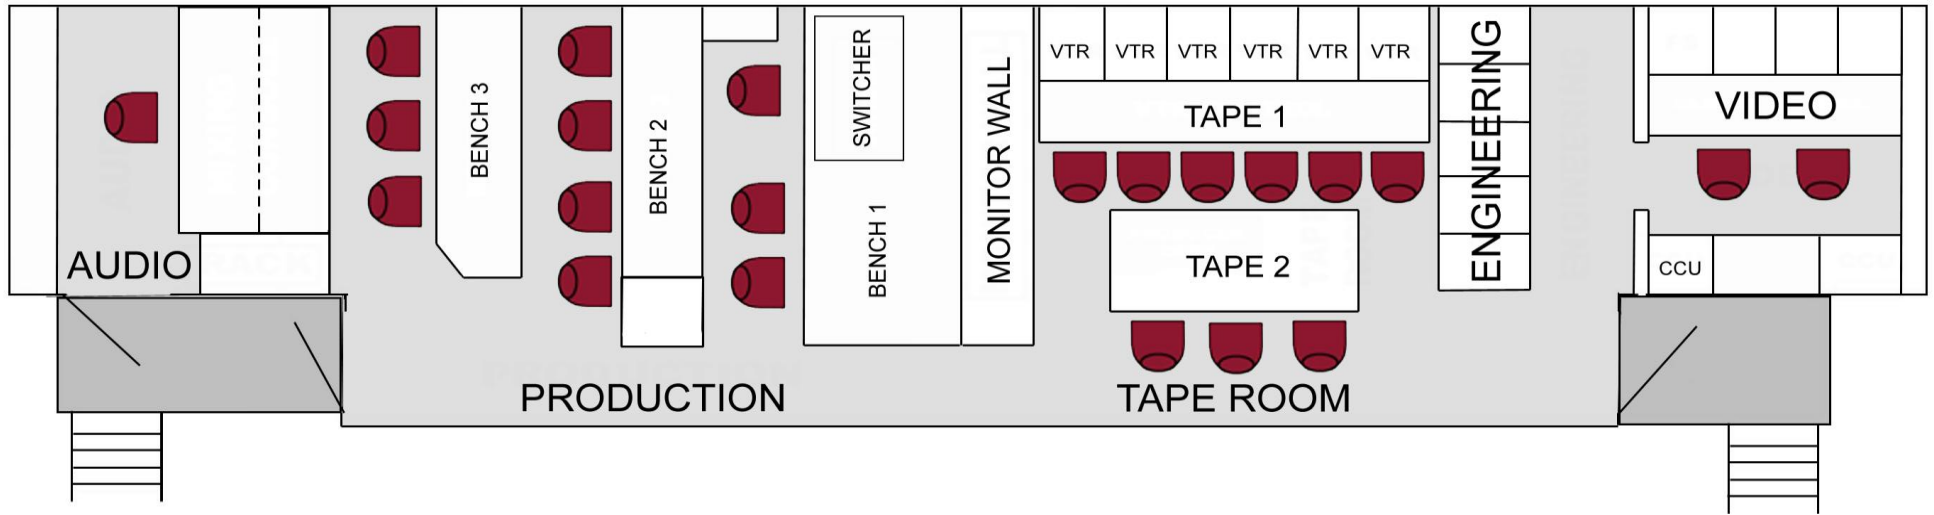 AUDIO
BENCH 3
BENCH 2
SWITCHER
BENCH 1
MONITOR WALL
VTR VTR VTR VTR VTR VTR
TAPE 1
TAPE 2
ENGINEERING
VIDEO
CCU
PRODUCTION
TAPE ROOM